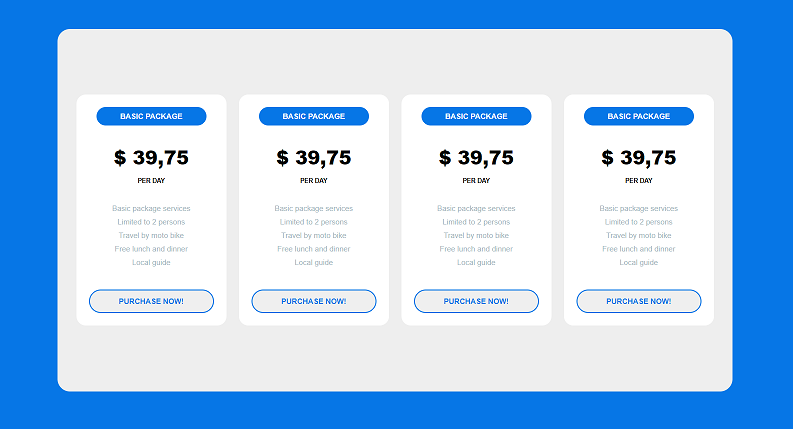 BASIC PACKAGE
$ 39,75
PER DAY
Basic package services
Limited to 2 persons
Travel by moto bike
Free lunch and dinner
Local guide
PURCHASE NOW!
BASIC PACKAGE
$ 39,75
PER DAY
Basic package services
Limited to 2 persons
Travel by moto bike
Free lunch and dinner
Local guide
PURCHASE NOW!
BASIC PACKAGE
$ 39,75
PER DAY
Basic package services
Limited to 2 persons
Travel by moto bike
Free lunch and dinner
Local guide
PURCHASE NOW!
BASIC PACKAGE
$ 39,75
PER DAY
Basic package services
Limited to 2 persons
Travel by moto bike
Free lunch and dinner
Local guide
PURCHASE NOW!